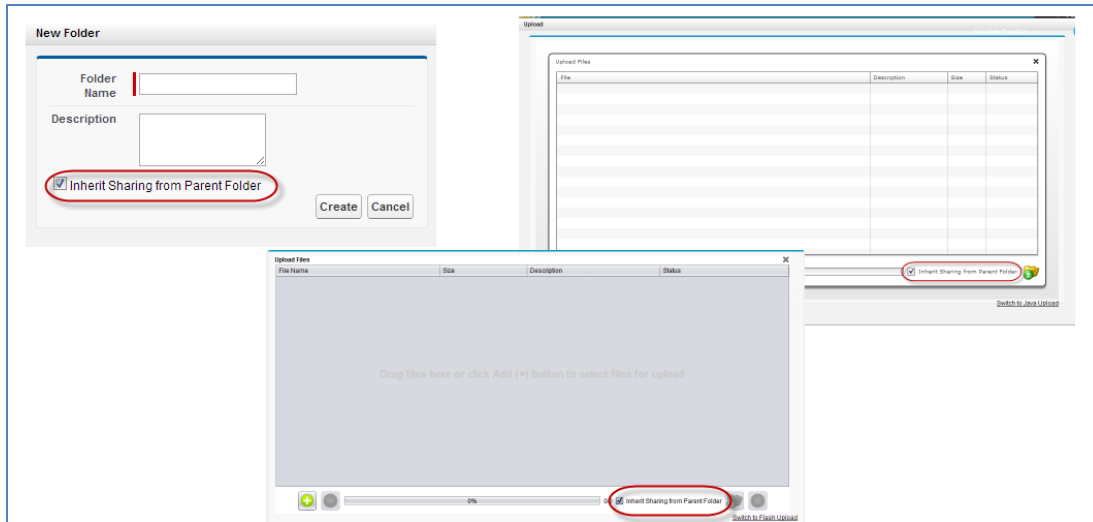 New Folder
Folder
Name
Description
Inherit Sharing from Parent Folder
Create Cancel
Upload
Upload Files
File Description Size Status
Inherit Sharing from Parent Folder
Switch to Java Upload
Upload Files
File Name Size Description Status
Drag files here or click Add (+) button to select files for upload
0% Inherit Sharing from Parent Folder
Switch to Flash Upload